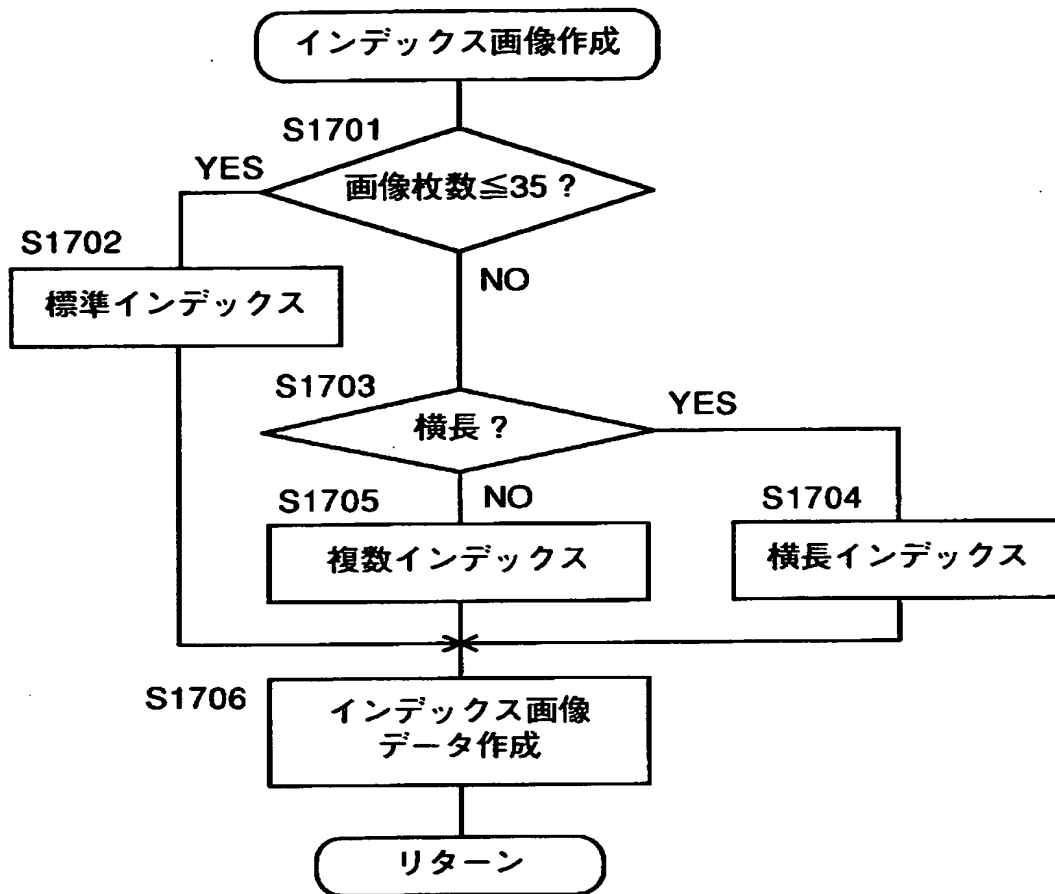 インデックス画像作成
S1701
YES
画像枚数≦35 ?
S1702
標準インデックス
NO
S1703
横長 ?
YES
S1705
NO
S1704
複数インデックス
横長インデックス
S1706
インデックス画像
データ作成
リターン